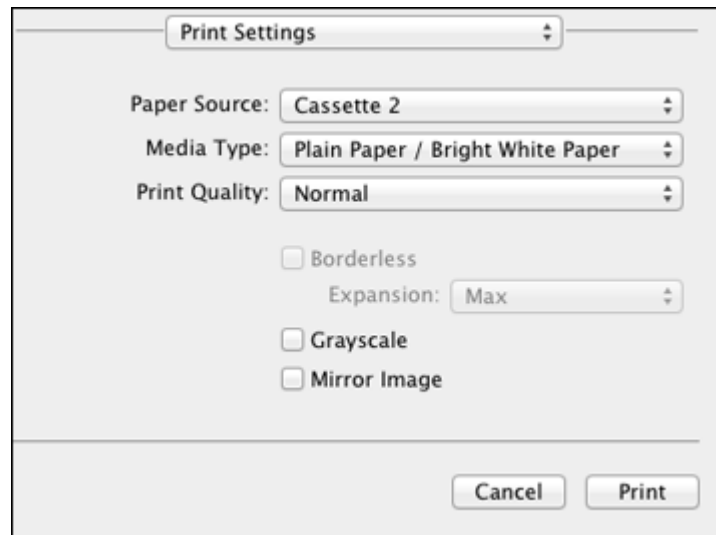 Print Settings
Paper Source: Cassette 2
Media Type: Plain Paper / Bright White Paper
Print Quality: Normal
Borderless
Expansion: Max
Grayscale
Mirror Image
Cancel Print